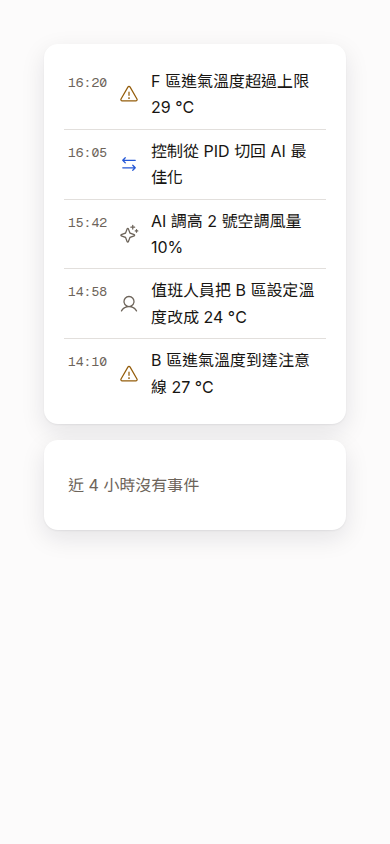 16:20 F 區進氣溫度超過上限
29 °C
16:05 控制從 PID 切回 AI 最
佳化
15:42 AI 調高 2 號空調風量
10%
14:58 值班人員把 B 區設定溫
度改成 24 °C
14:10 B 區進氣溫度到達注意
線 27 °C
近 4 小時沒有事件